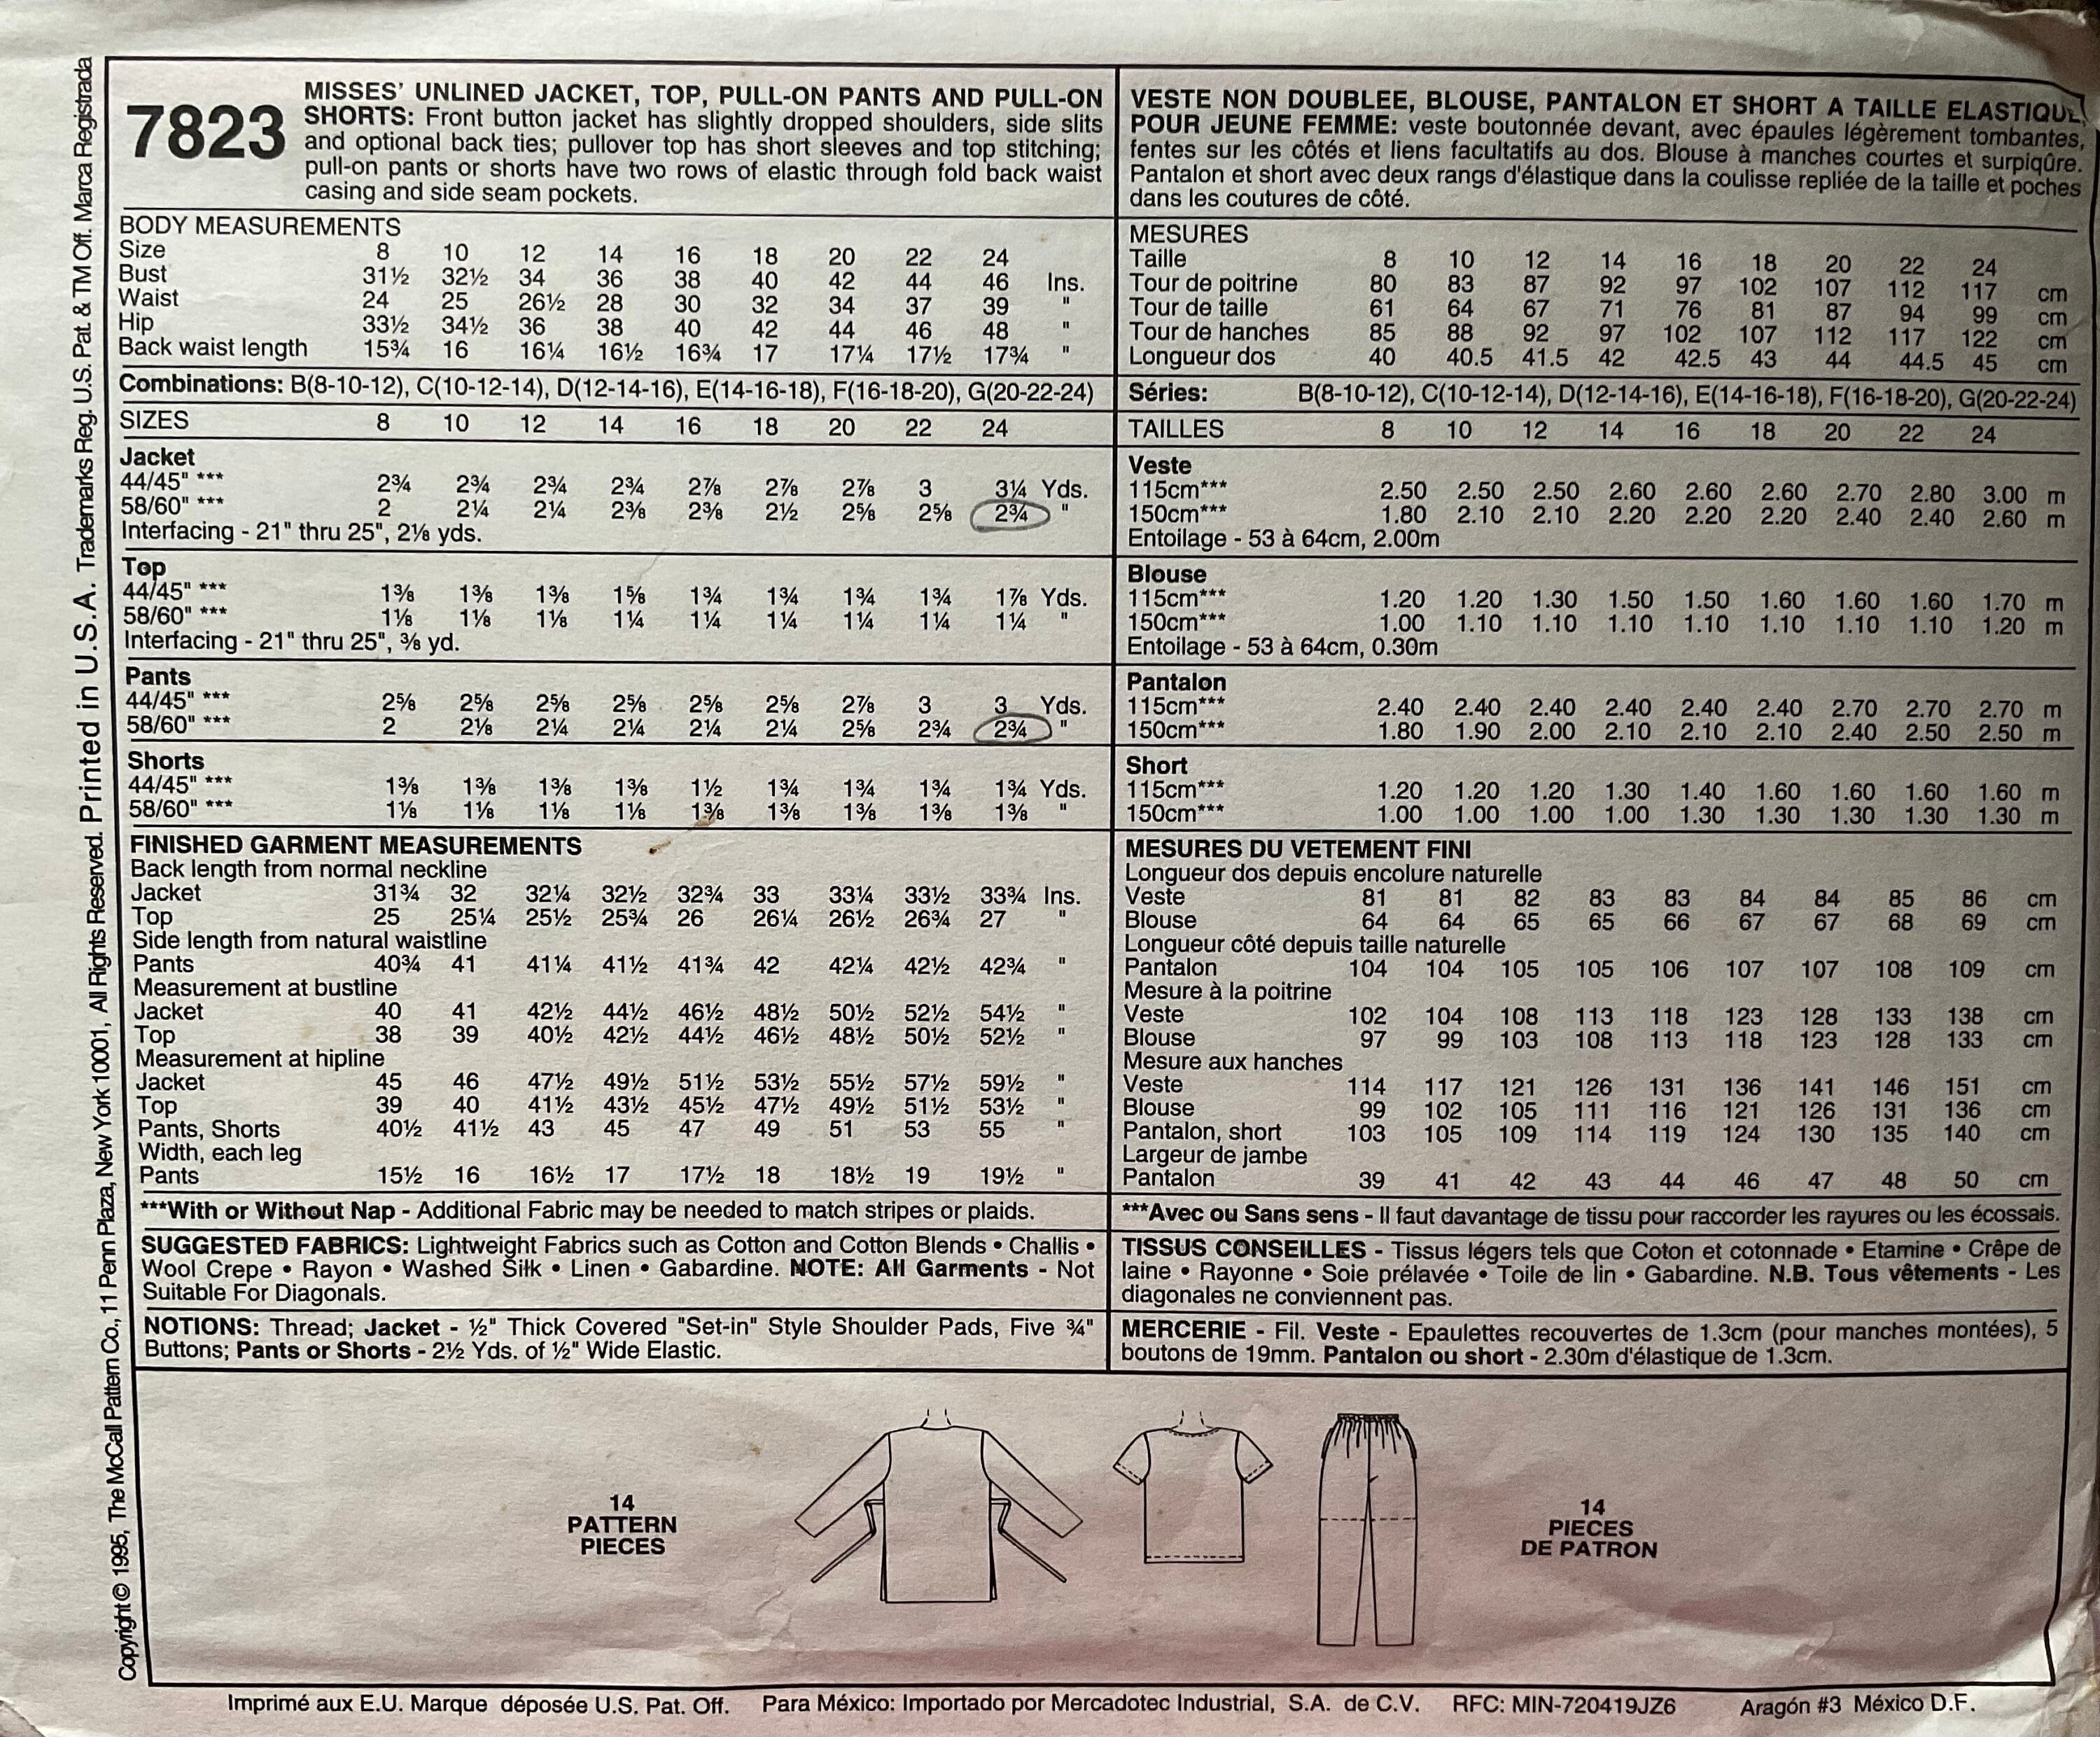 7823
MISSES' UNLINED JACKET, TOP, PULL-ON PANTS AND PULL-ON
SHORTS: Front button jacket has slightly dropped shoulders, side slits
and optional back ties; pullover top has short sleeves and top stitching;
pull-on pants or shorts have two rows of elastic through fold back waist
casing and side seam pockets.
BODY MEASUREMENTS
Size 8 10 12 14 16 18 20 22 24
Bust 31½ 32½ 34 36 38 40 42 44 46 Ins.
Waist 24 25 26½ 28 30 32 34 37 39 "
Hip 33½ 34½ 36 38 40 42 44 46 48 "
Back waist length 15¾ 16 16¼ 16½ 16¾ 17 17¼ 17½ 17¾ "
Combinations: B(8-10-12), C(10-12-14), D(12-14-16), E(14-16-18), F(16-18-20), G(20-22-24)
SIZES 8 10 12 14 16 18 20 22 24
Jacket
44/45" *** 2¾ 2¾ 2¾ 2¾ 2⅞ 2⅞ 2⅞ 3 3¼ Yds.
58/60" *** 2 2¼ 2¼ 2⅜ 2⅜ 2½ 2⅝ 2⅝ 2¾ "
Interfacing - 21" thru 25", 2⅛ yds.
Top
44/45" *** 1⅜ 1⅜ 1⅜ 1⅝ 1¾ 1¾ 1¾ 1¾ 1⅞ Yds.
58/60" *** 1⅛ 1⅛ 1⅛ 1¼ 1¼ 1¼ 1¼ 1¼ 1¼ "
Interfacing - 21" thru 25", ⅜ yd.
Pants
44/45" *** 2⅝ 2⅝ 2⅝ 2⅝ 2⅝ 2⅝ 2⅞ 3 3 Yds.
58/60" *** 2 2⅛ 2¼ 2¼ 2¼ 2¼ 2⅝ 2¾ 2¾ "
Shorts
44/45" *** 1⅜ 1⅜ 1⅜ 1⅜ 1½ 1¾ 1¾ 1¾ 1¾ Yds.
58/60" *** 1⅛ 1⅛ 1⅛ 1⅛ 1⅜ 1⅜ 1⅜ 1⅜ 1⅜ "
FINISHED GARMENT MEASUREMENTS
Back length from normal neckline
Jacket 31¾ 32 32¼ 32½ 32¾ 33 33¼ 33½ 33¾ Ins.
Top 25 25¼ 25½ 25¾ 26 26¼ 26½ 26¾ 27 "
Side length from natural waistline
Pants 40¾ 41 41¼ 41½ 41¾ 42 42¼ 42½ 42¾ "
Measurement at bustline
Jacket 40 41 42½ 44½ 46½ 48½ 50½ 52½ 54½ "
Top 38 39 40½ 42½ 44½ 46½ 48½ 50½ 52½ "
Measurement at hipline
Jacket 45 46 47½ 49½ 51½ 53½ 55½ 57½ 59½ "
Top 39 40 41½ 43½ 45½ 47½ 49½ 51½ 53½ "
Pants, Shorts 40½ 41½ 43 45 47 49 51 53 55 "
Width, each leg
Pants 15½ 16 16½ 17 17½ 18 18½ 19 19½ "
***With or Without Nap - Additional Fabric may be needed to match stripes or plaids.
SUGGESTED FABRICS: Lightweight Fabrics such as Cotton and Cotton Blends • Challis •
Wool Crepe • Rayon • Washed Silk • Linen • Gabardine. NOTE: All Garments - Not
Suitable For Diagonals.
NOTIONS: Thread; Jacket - ½" Thick Covered "Set-in" Style Shoulder Pads, Five ¾"
Buttons; Pants or Shorts - 2½ Yds. of ½" Wide Elastic.
VESTE NON DOUBLEE, BLOUSE, PANTALON ET SHORT A TAILLE ELASTIQUE,
POUR JEUNE FEMME: veste boutonnée devant, avec épaules légèrement tombantes,
fentes sur les côtés et liens facultatifs au dos. Blouse à manches courtes et surpiqûre.
Pantalon et short avec deux rangs d'élastique dans la coulisse repliée de la taille et poches
dans les coutures de côté.
MESURES
Taille 8 10 12 14 16 18 20 22 24
Tour de poitrine 80 83 87 92 97 102 107 112 117 cm
Tour de taille 61 64 67 71 76 81 87 94 99 cm
Tour de hanches 85 88 92 97 102 107 112 117 122 cm
Longueur dos 40 40.5 41.5 42 42.5 43 44 44.5 45 cm
Séries: B(8-10-12), C(10-12-14), D(12-14-16), E(14-16-18), F(16-18-20), G(20-22-24)
TAILLES 8 10 12 14 16 18 20 22 24
Veste
115cm*** 2.50 2.50 2.50 2.60 2.60 2.60 2.70 2.80 3.00 m
150cm*** 1.80 2.10 2.10 2.20 2.20 2.20 2.40 2.40 2.60 m
Entoilage - 53 à 64cm, 2.00m
Blouse
115cm*** 1.20 1.20 1.30 1.50 1.50 1.60 1.60 1.60 1.70 m
150cm*** 1.00 1.10 1.10 1.10 1.10 1.10 1.10 1.10 1.20 m
Entoilage - 53 à 64cm, 0.30m
Pantalon
115cm*** 2.40 2.40 2.40 2.40 2.40 2.40 2.70 2.70 2.70 m
150cm*** 1.80 1.90 2.00 2.10 2.10 2.10 2.40 2.50 2.50 m
Short
115cm*** 1.20 1.20 1.20 1.30 1.40 1.60 1.60 1.60 1.60 m
150cm*** 1.00 1.00 1.00 1.00 1.30 1.30 1.30 1.30 1.30 m
MESURES DU VETEMENT FINI
Longueur dos depuis encolure naturelle
Veste 81 81 82 83 83 84 84 85 86 cm
Blouse 64 64 65 65 66 67 67 68 69 cm
Longueur côté depuis taille naturelle
Pantalon 104 104 105 105 106 107 107 108 109 cm
Mesure à la poitrine
Veste 102 104 108 113 118 123 128 133 138 cm
Blouse 97 99 103 108 113 118 123 128 133 cm
Mesure aux hanches
Veste 114 117 121 126 131 136 141 146 151 cm
Blouse 99 102 105 111 116 121 126 131 136 cm
Pantalon, short 103 105 109 114 119 124 130 135 140 cm
Largeur de jambe
Pantalon 39 41 42 43 44 46 47 48 50 cm
***Avec ou Sans sens - Il faut davantage de tissu pour raccorder les rayures ou les écossais.
TISSUS CONSEILLES - Tissus légers tels que Coton et cotonnade • Etamine • Crêpe de
laine • Rayonne • Soie prélavée • Toile de lin • Gabardine. N.B. Tous vêtements - Les
diagonales ne conviennent pas.
MERCERIE - Fil. Veste - Epaulettes recouvertes de 1.3cm (pour manches montées), 5
boutons de 19mm. Pantalon ou short - 2.30m d'élastique de 1.3cm.
14
PATTERN
PIECES
14
PIECES
DE PATRON
Copyright © 1995, The McCall Pattern Co., 11 Penn Plaza, New York 10001, All Rights Reserved. Printed in U.S.A. Trademarks Reg. U.S. Pat. & TM Off. Marca Registrada
Imprimé aux E.U. Marque déposée U.S. Pat. Off. Para México: Importado por Mercadotec Industrial, S.A. de C.V. RFC: MIN-720419JZ6 Aragón #3 México D.F.